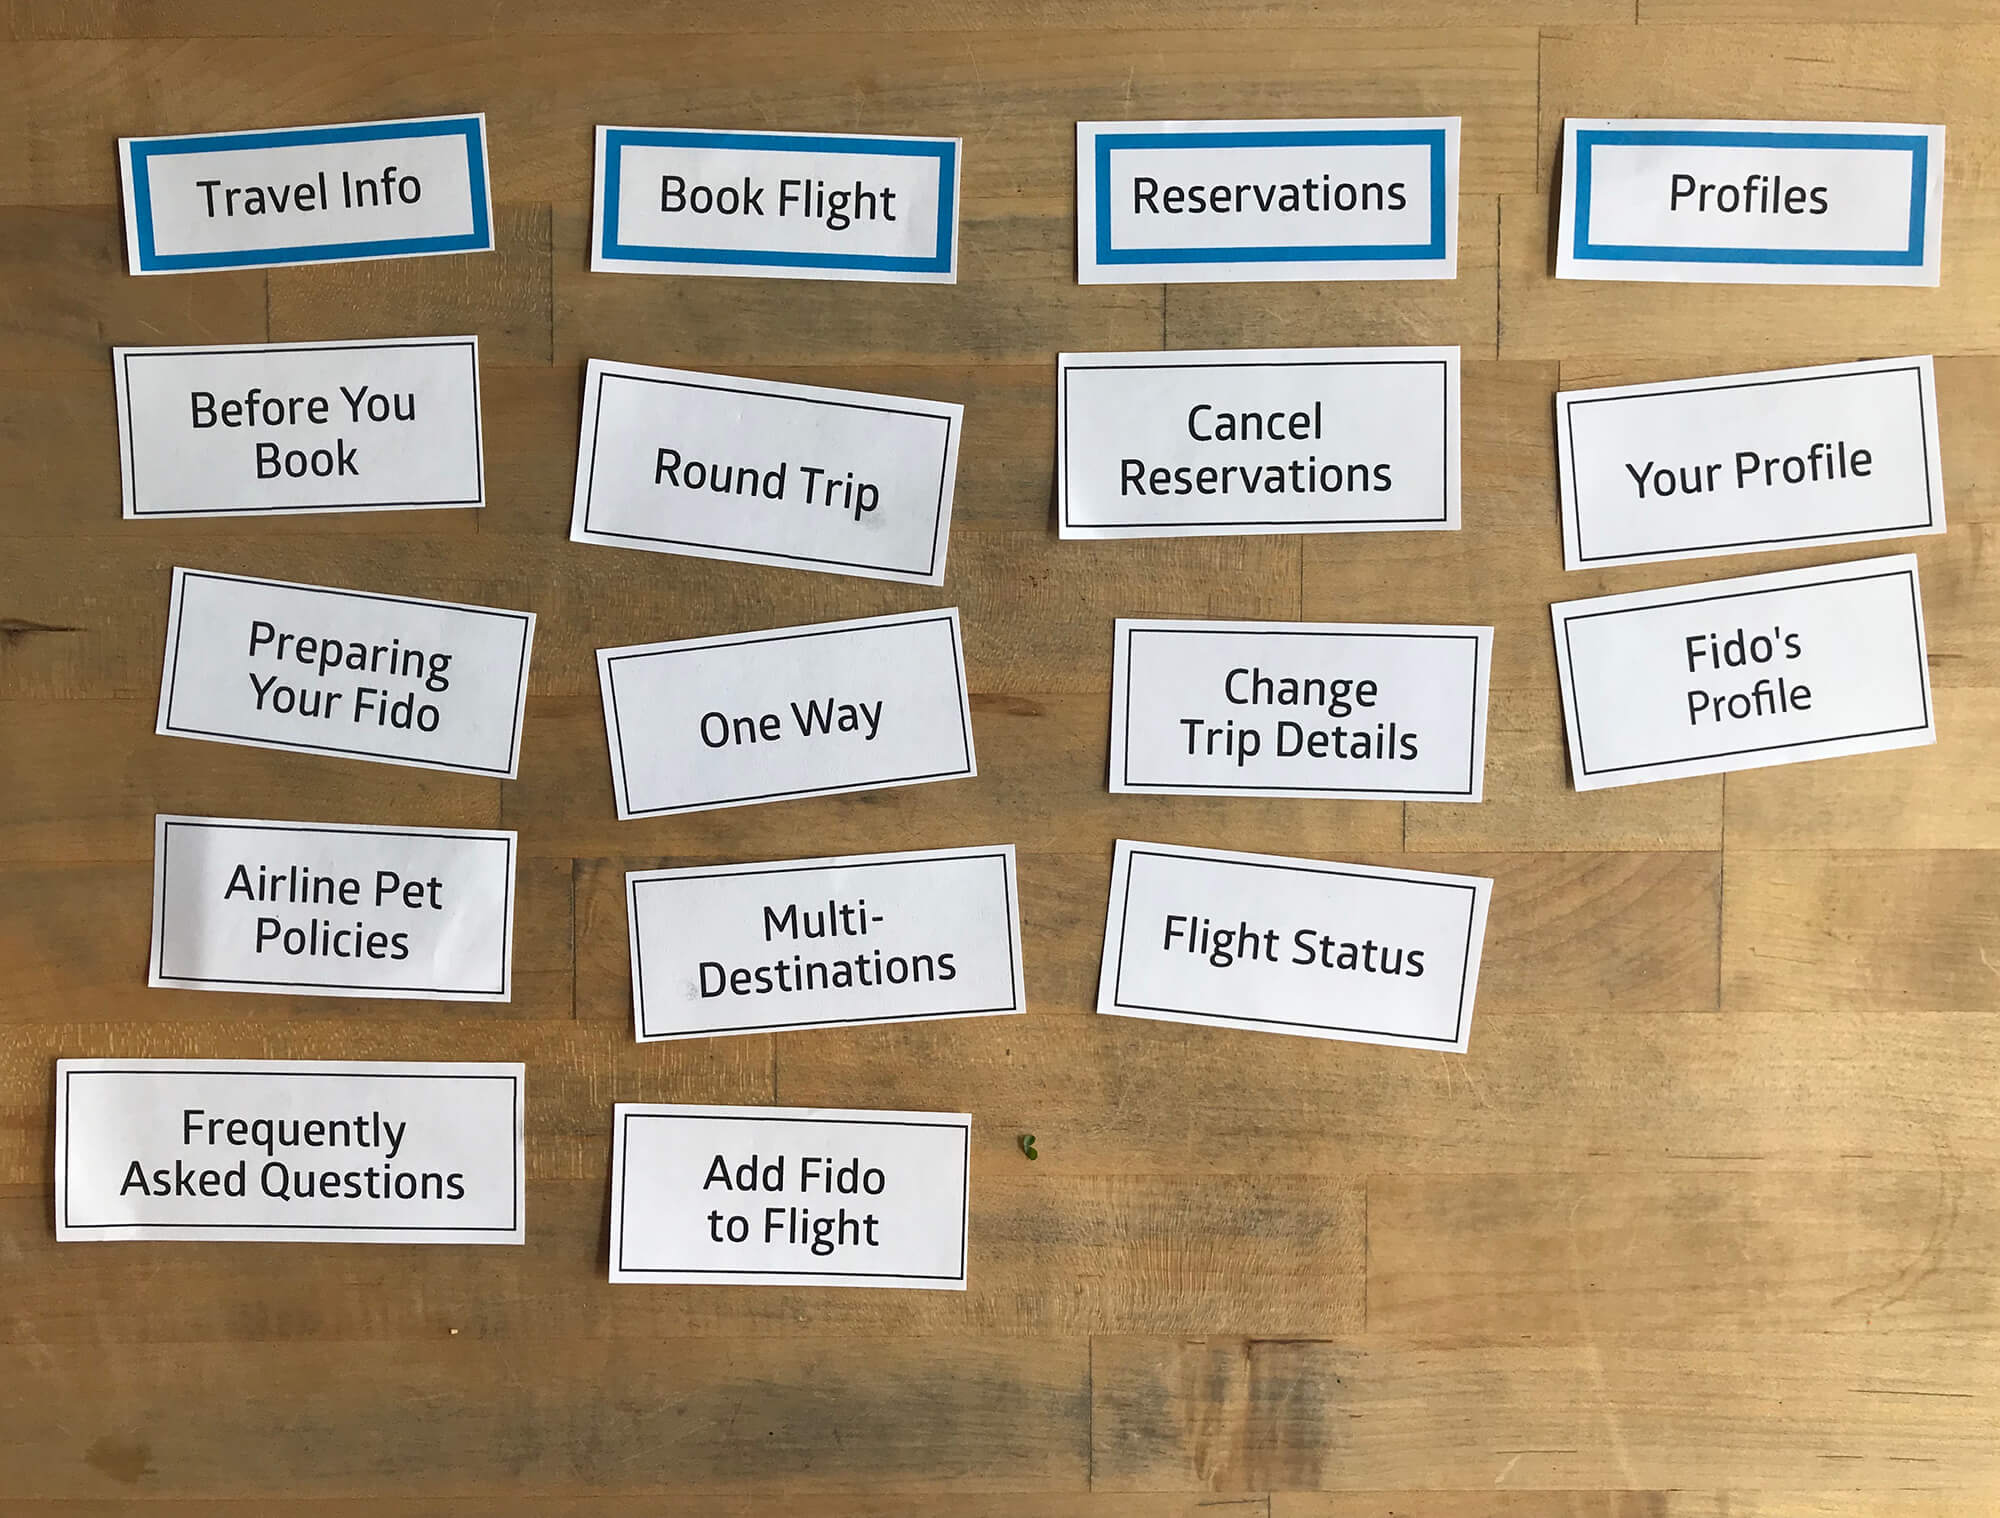 Travel Info
Before You
Book
Preparing
Your Fido
Airline Pet
Policies
Frequently
Asked Questions
Book Flight
Round Trip
One Way
Multi-
Destinations
Add Fido
to Flight
Reservations
Cancel
Reservations
Change
Trip Details
Flight Status
Profiles
Your Profile
Fido's
Profile